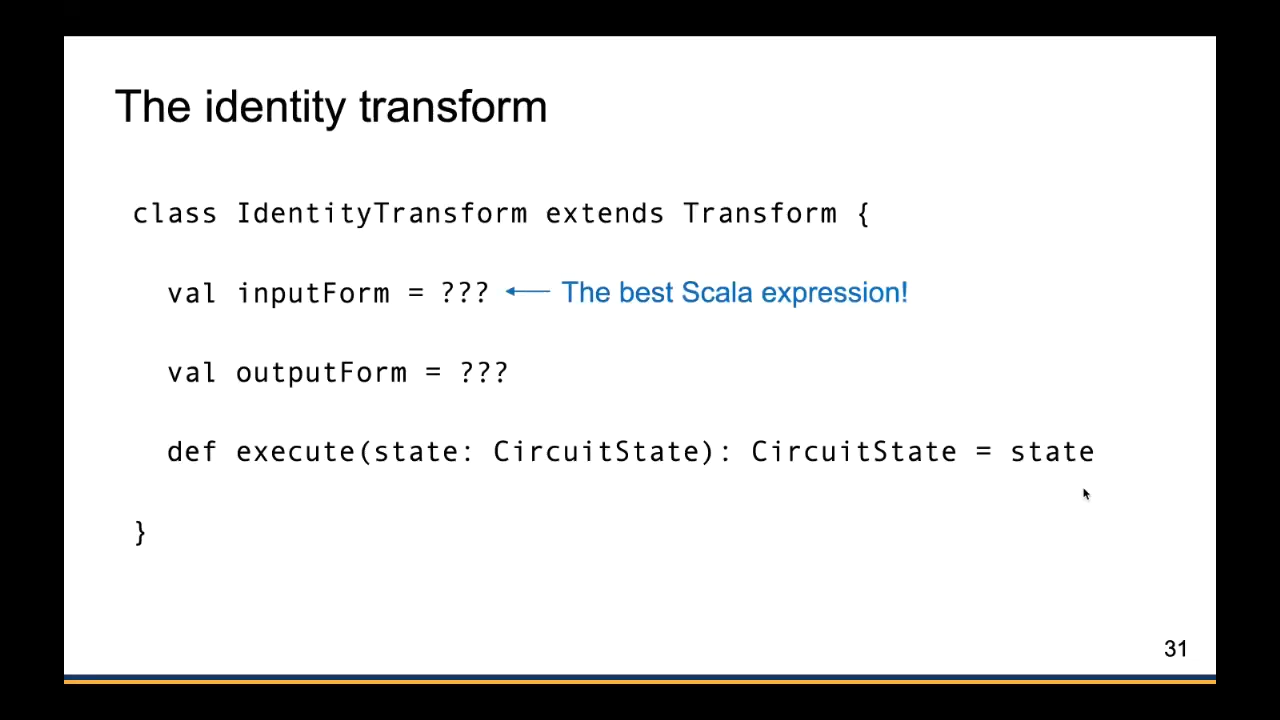 The identity transform
class IdentityTransform extends Transform {
val inputForm = ??? The best Scala expression!
val outputForm = ???
def execute(state: CircuitState): CircuitState = state
}
31